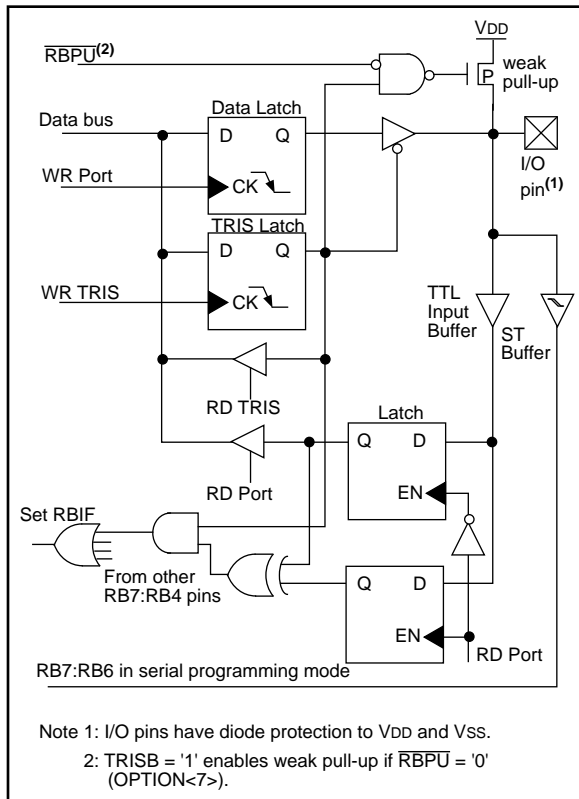 VDD
RBPU(2)
weak
pull-up
P
Data Latch
Data bus
D Q
I/O
pin(1)
WR Port
CK
TRIS Latch
D Q
WR TRIS
CK
TTL
Input
Buffer
ST
Buffer
RD TRIS
Latch
Q D
RD Port
EN
Set RBIF
From other
RB7:RB4 pins
Q D
EN
RD Port
RB7:RB6 in serial programming mode
Note 1: I/O pins have diode protection to VDD and VSS.
2: TRISB = '1' enables weak pull-up if RBPU = '0'
(OPTION<7>).